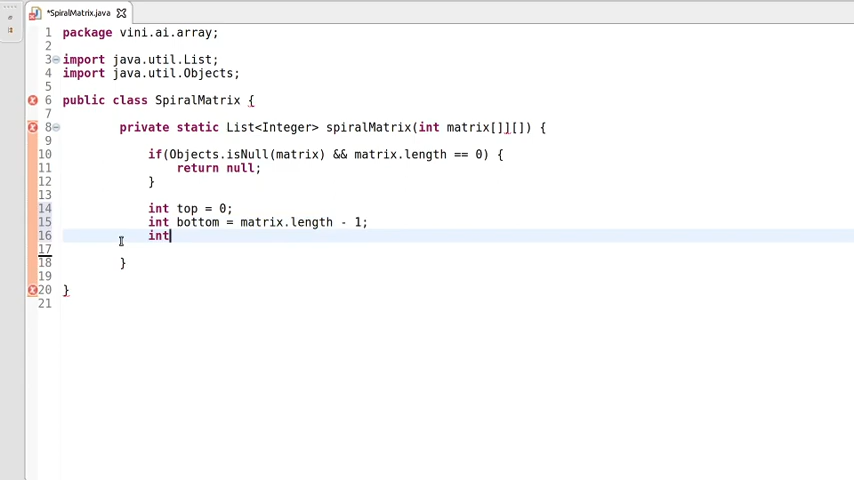 *SpiralMatrix.java
1 package vini.ai.array;
2
3 import java.util.List;
4 import java.util.Objects;
5
6 public class SpiralMatrix {
7
8 private static List<Integer> spiralMatrix(int matrix[]][]) {
9
10 if(Objects.isNull(matrix) && matrix.length == 0) {
11 return null;
12 }
13
14 int top = 0;
15 int bottom = matrix.length - 1;
16 int
17
18 }
19
20 }
21